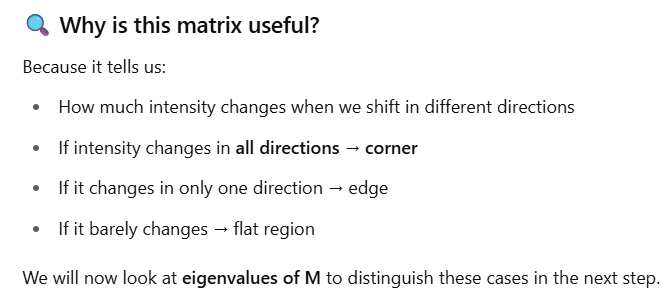 🔍 Why is this matrix useful?
Because it tells us:
• How much intensity changes when we shift in different directions
• If intensity changes in all directions → corner
• If it changes in only one direction → edge
• If it barely changes → flat region
We will now look at eigenvalues of M to distinguish these cases in the next step.